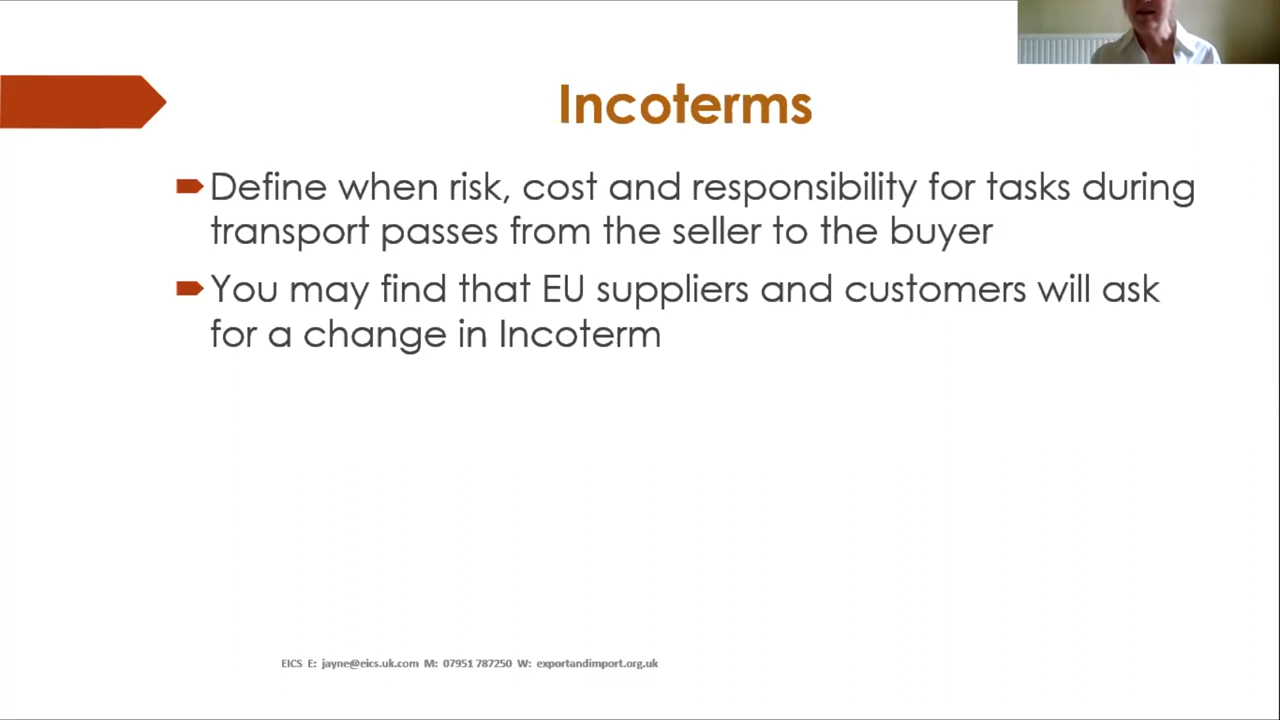 Incoterms
Define when risk, cost and responsibility for tasks during
transport passes from the seller to the buyer
You may find that EU suppliers and customers will ask
for a change in Incoterm
EICS E: jayne@eics.uk.com M: 07951 787250 W: exportandimport.org.uk